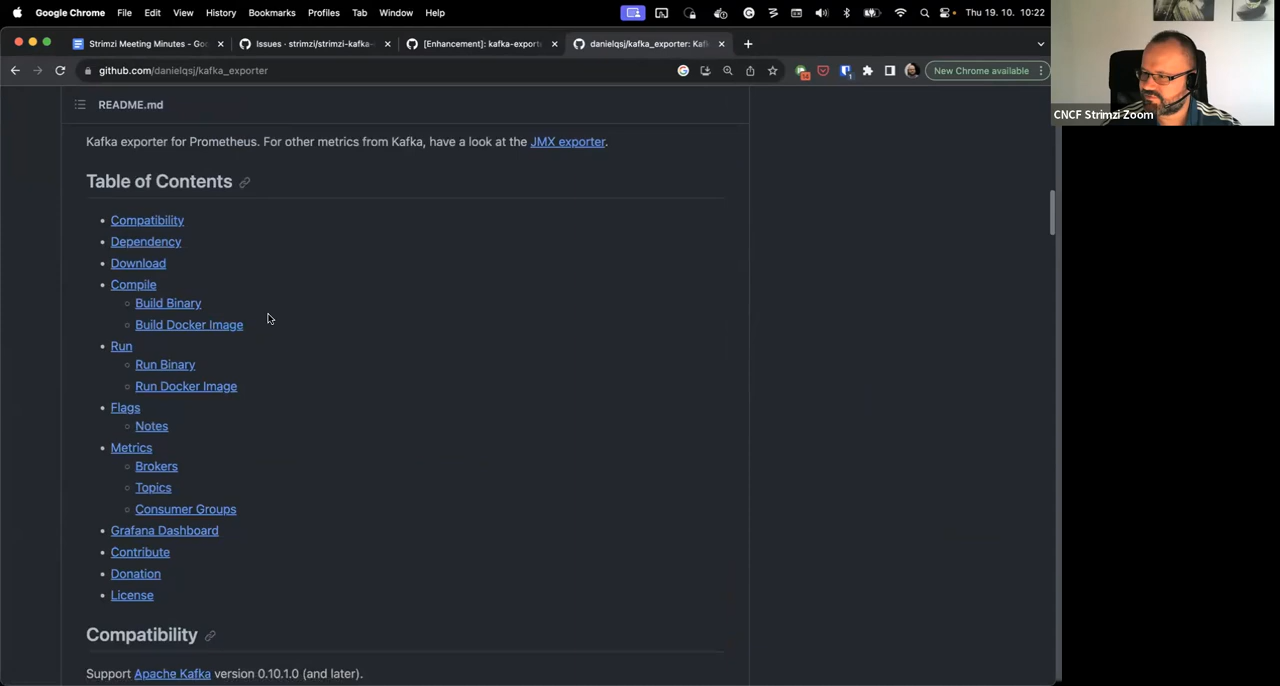 Google Chrome File Edit View History Bookmarks Profiles Tab Window Help Thu 19. 10. 10:22
Strimzi Meeting Minutes - Goo Issues · strimzi/strimzi-kafka- [Enhancement]: kafka-export danielqsj/kafka_exporter: Kaf
github.com/danielqsj/kafka_exporter New Chrome available
CNCF Strimzi Zoom
README.md
Kafka exporter for Prometheus. For other metrics from Kafka, have a look at the JMX exporter.
Table of Contents
Compatibility
Dependency
Download
Compile
Build Binary
Build Docker Image
Run
Run Binary
Run Docker Image
Flags
Notes
Metrics
Brokers
Topics
Consumer Groups
Grafana Dashboard
Contribute
Donation
License
Compatibility
Support Apache Kafka version 0.10.1.0 (and later).